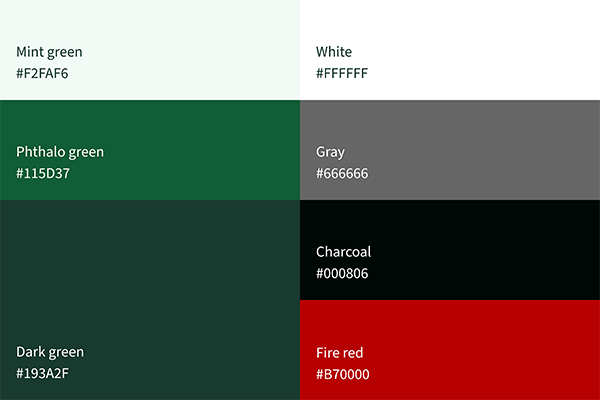 Mint green
#F2FAF6
White
#FFFFFF
Phthalo green
#115D37
Gray
#666666
Charcoal
#000806
Dark green
#193A2F
Fire red
#B70000